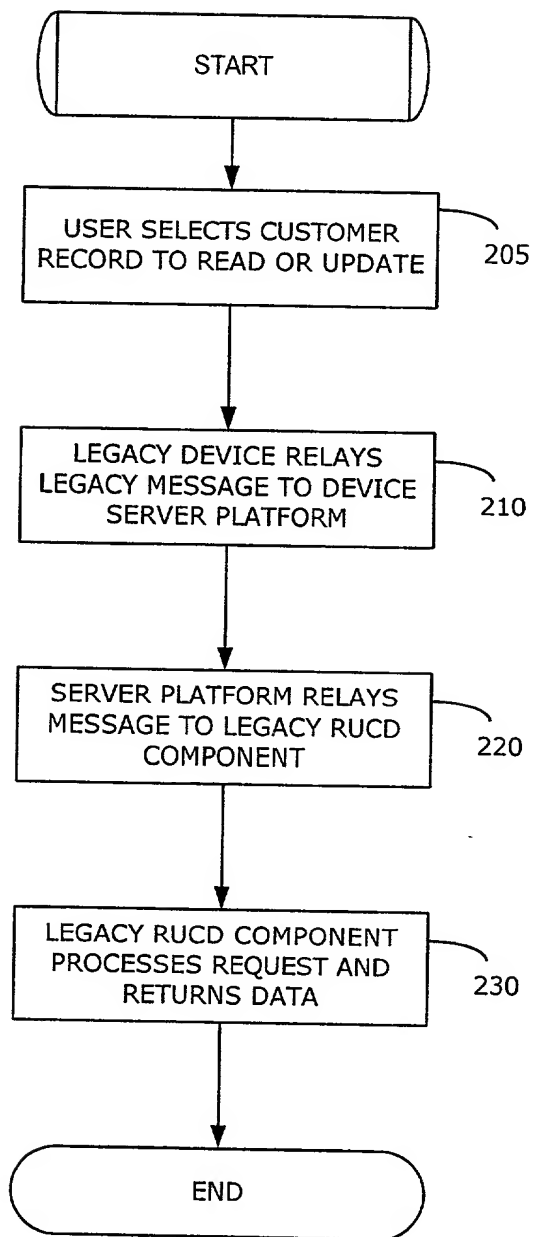 START
USER SELECTS CUSTOMER
RECORD TO READ OR UPDATE
205
LEGACY DEVICE RELAYS
LEGACY MESSAGE TO DEVICE
SERVER PLATFORM
210
SERVER PLATFORM RELAYS
MESSAGE TO LEGACY RUCD
COMPONENT
220
LEGACY RUCD COMPONENT
PROCESSES REQUEST AND
RETURNS DATA
230
END